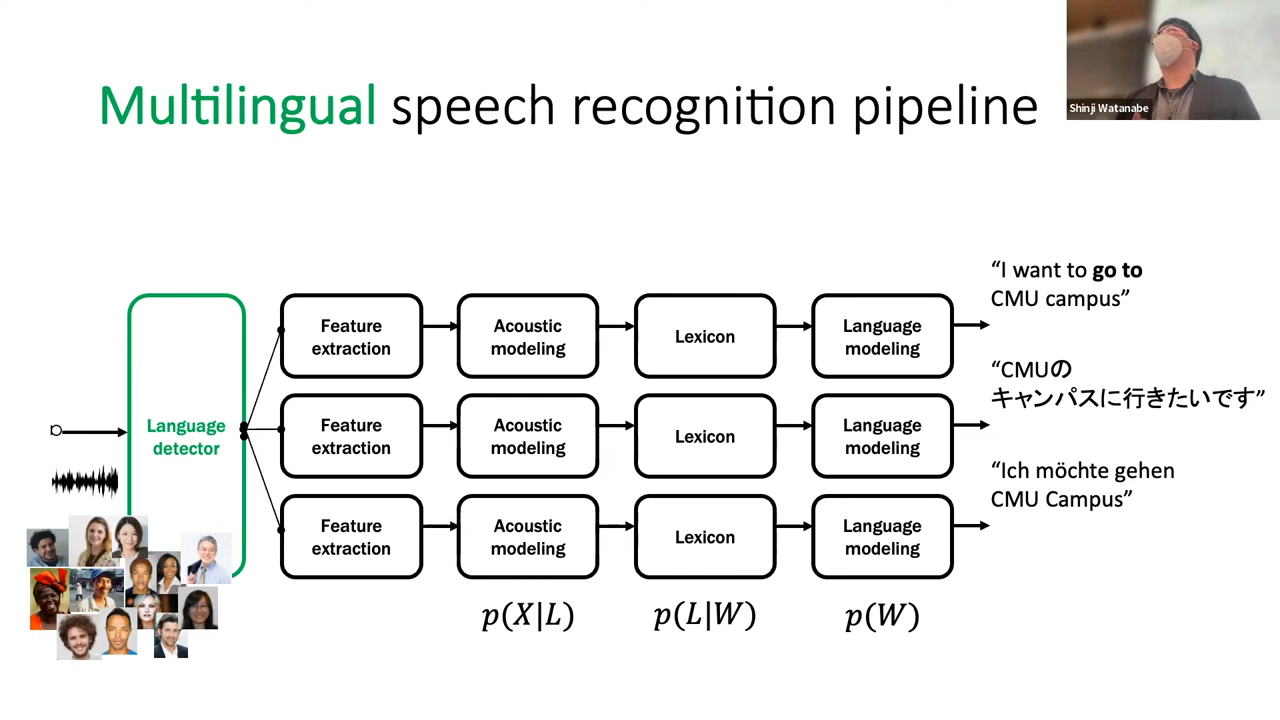 Multilingual speech recognition pipeline
Shinji Watanabe
“I want to go to
CMU campus”
Feature
extraction
Acoustic
modeling
Lexicon
Language
modeling
“CMUの
キャンパスに行きたいです”
Language
detector
Feature
extraction
Acoustic
modeling
Lexicon
Language
modeling
“Ich möchte gehen
CMU Campus”
Feature
extraction
Acoustic
modeling
Lexicon
Language
modeling
p(X|L)
p(L|W)
p(W)